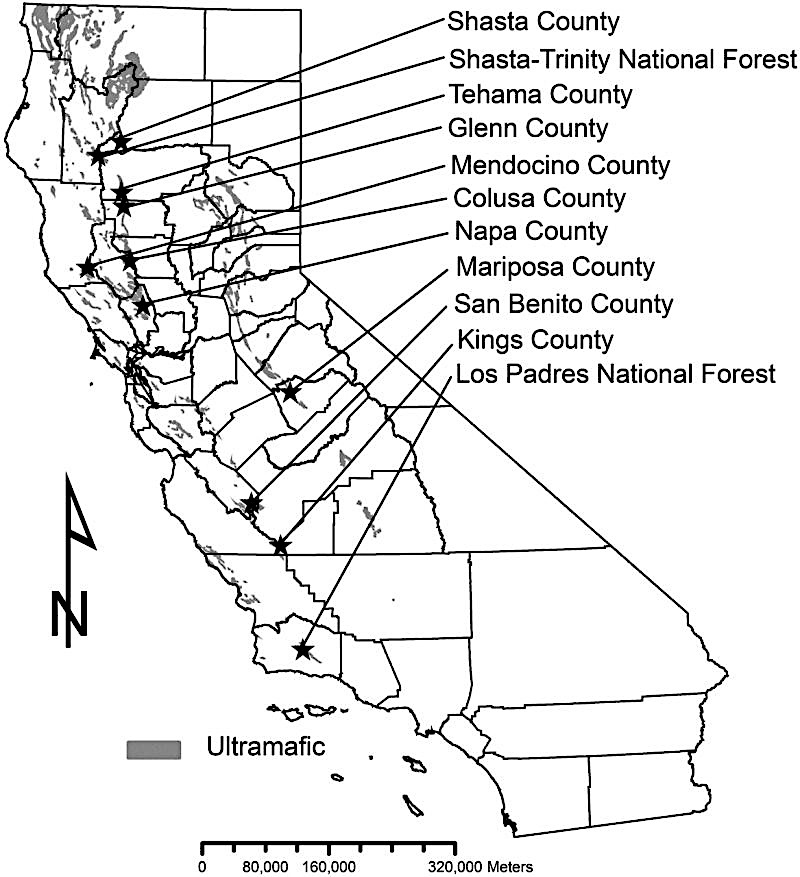 Shasta County
Shasta-Trinity National Forest
Tehama County
Glenn County
Mendocino County
Colusa County
Napa County
Mariposa County
San Benito County
Kings County
Los Padres National Forest
N
Ultramafic
0 80,000 160,000 320,000 Meters